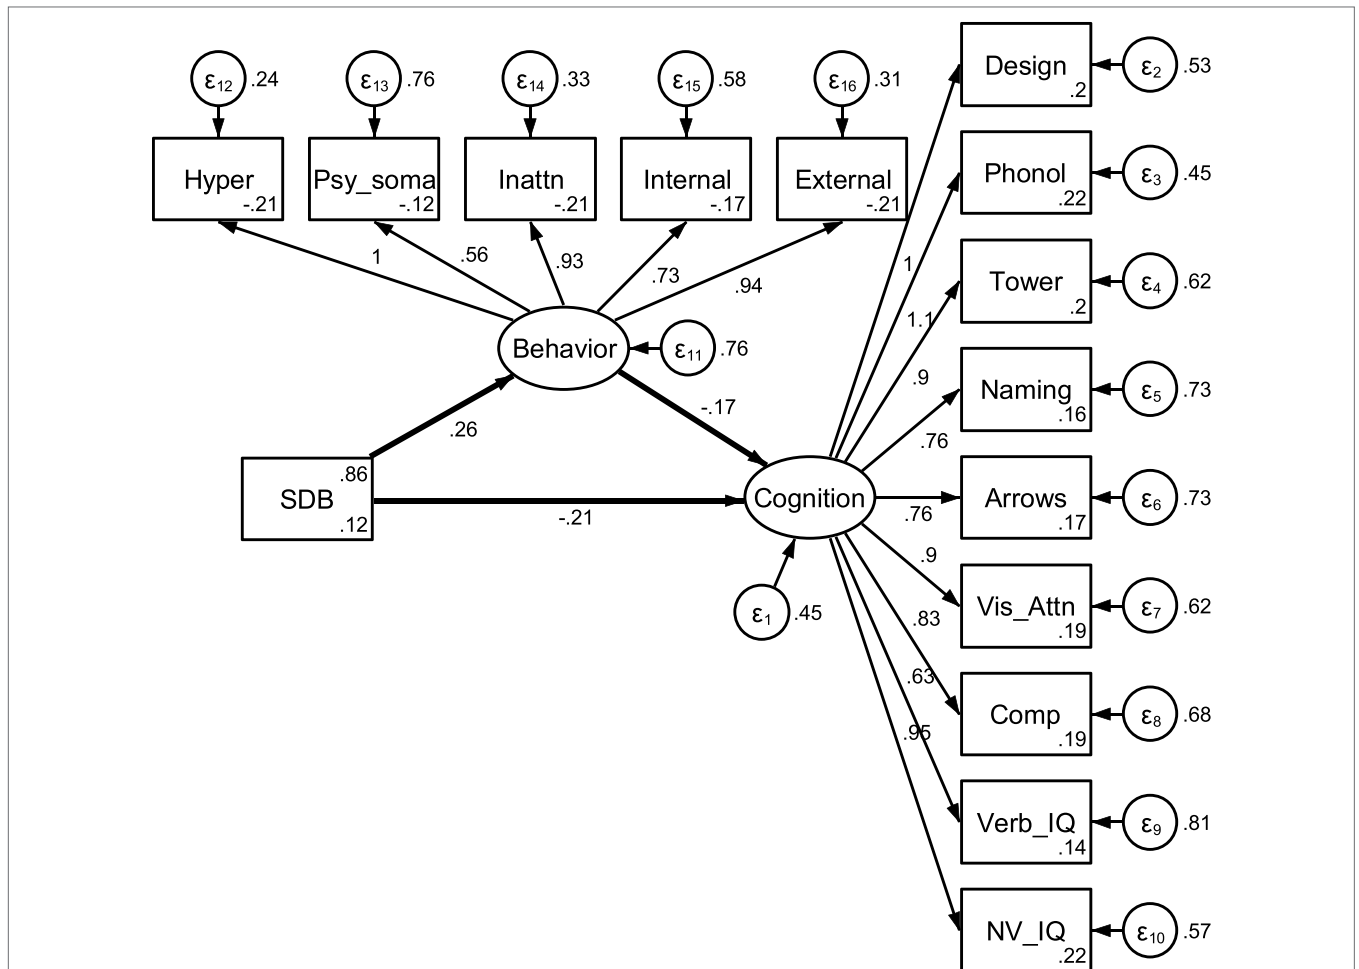 ε12 .24
ε13 .76
ε14 .33
ε15 .58
ε16 .31
Hyper
-.21
Psy_soma
-.12
Inattn
-.21
Internal
-.17
External
-.21
1
.56
.93
.73
.94
Behavior
ε11 .76
.26
-.17
.86
SDB
.12
-.21
Cognition
ε1 .45
1
1.1
.9
.76
.76
.9
.83
.63
.95
Design
.2
ε2 .53
Phonol
.22
ε3 .45
Tower
.2
ε4 .62
Naming
.16
ε5 .73
Arrows
.17
ε6 .73
Vis_Attn
.19
ε7 .62
Comp
.19
ε8 .68
Verb_IQ
.14
ε9 .81
NV_IQ
.22
ε10 .57